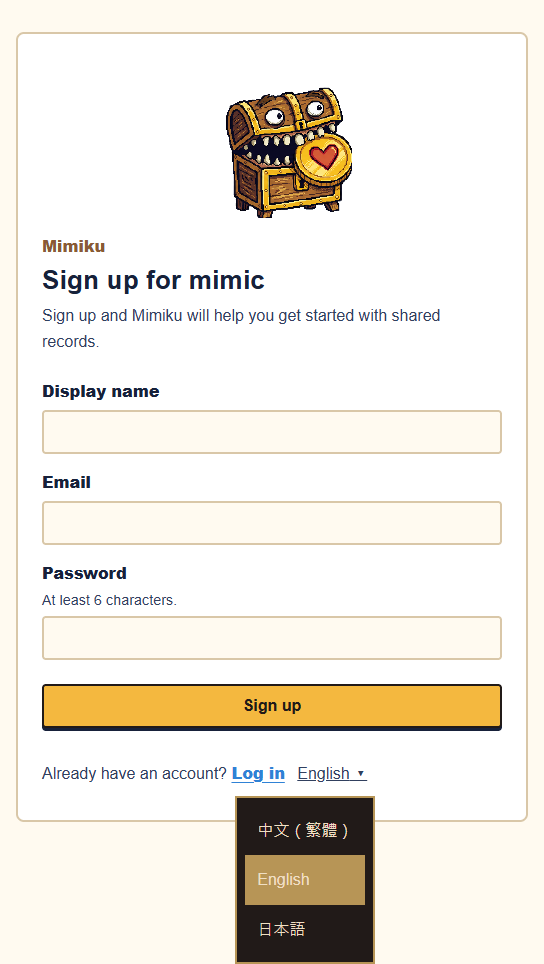 Mimiku
Sign up for mimic
Sign up and Mimiku will help you get started with shared
records.
Display name
Email
Password
At least 6 characters.
Sign up
Already have an account? Log in English ▼
中文（繁體）
English
日本語